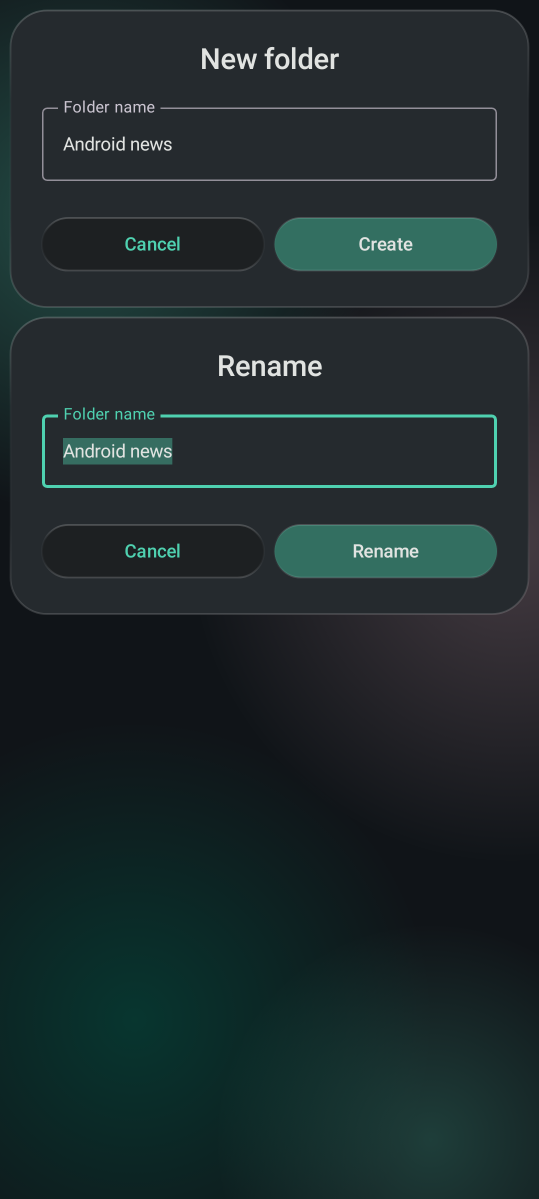 New folder
Folder name
Android news
Cancel
Create
Rename
Folder name
Android news
Cancel
Rename